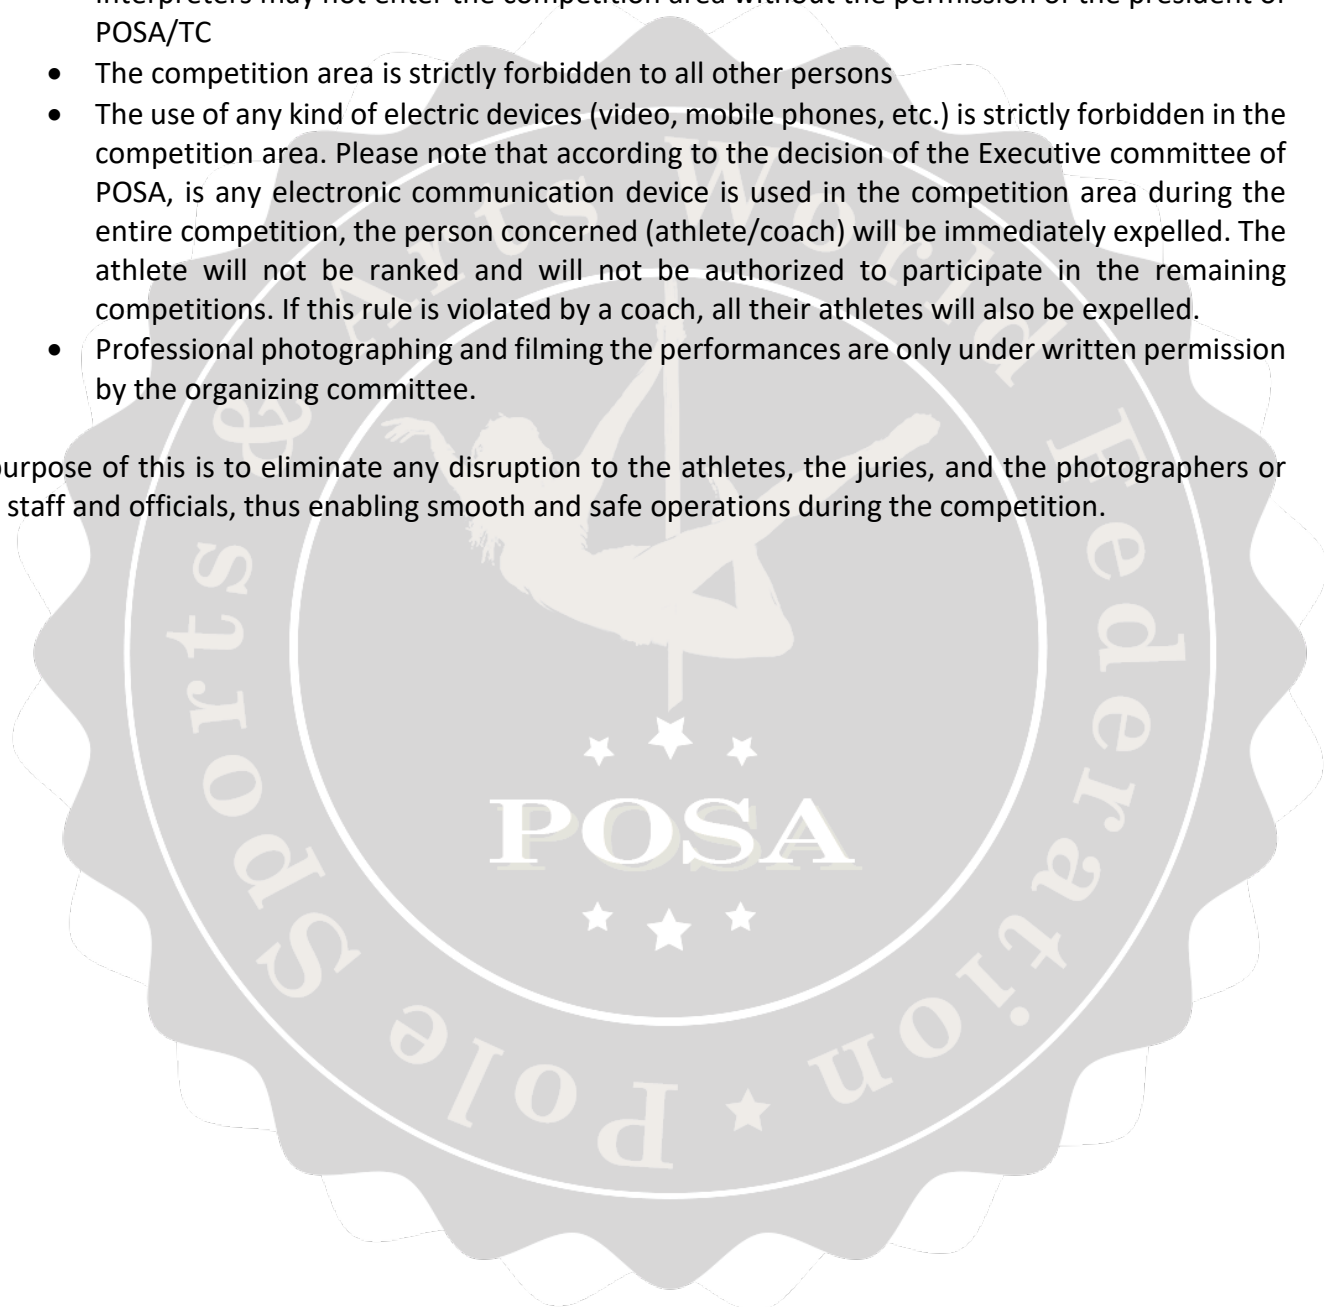 Interpreters may not enter the competition area without the permission of the president of
POSA/TC
• The competition area is strictly forbidden to all other persons
• The use of any kind of electric devices (video, mobile phones, etc.) is strictly forbidden in the
competition area. Please note that according to the decision of the Executive committee of
POSA, is any electronic communication device is used in the competition area during the
entire competition, the person concerned (athlete/coach) will be immediately expelled. The
athlete will not be ranked and will not be authorized to participate in the remaining
competitions. If this rule is violated by a coach, all their athletes will also be expelled.
• Professional photographing and filming the performances are only under written permission
by the organizing committee.
purpose of this is to eliminate any disruption to the athletes, the juries, and the photographers or
staff and officials, thus enabling smooth and safe operations during the competition.
Pole Sports & Arts World Federation
POSA